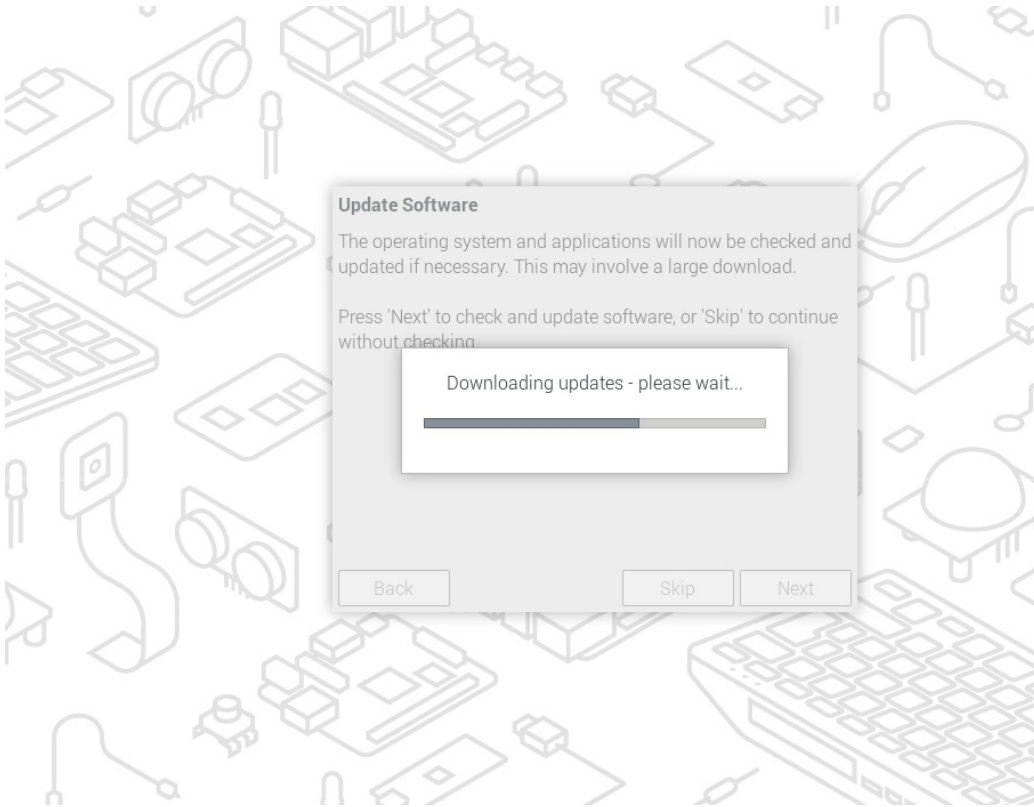 Update Software
The operating system and applications will now be checked and
updated if necessary. This may involve a large download.
Press 'Next' to check and update software, or 'Skip' to continue
without checking.
Downloading updates - please wait...
Back
Skip
Next